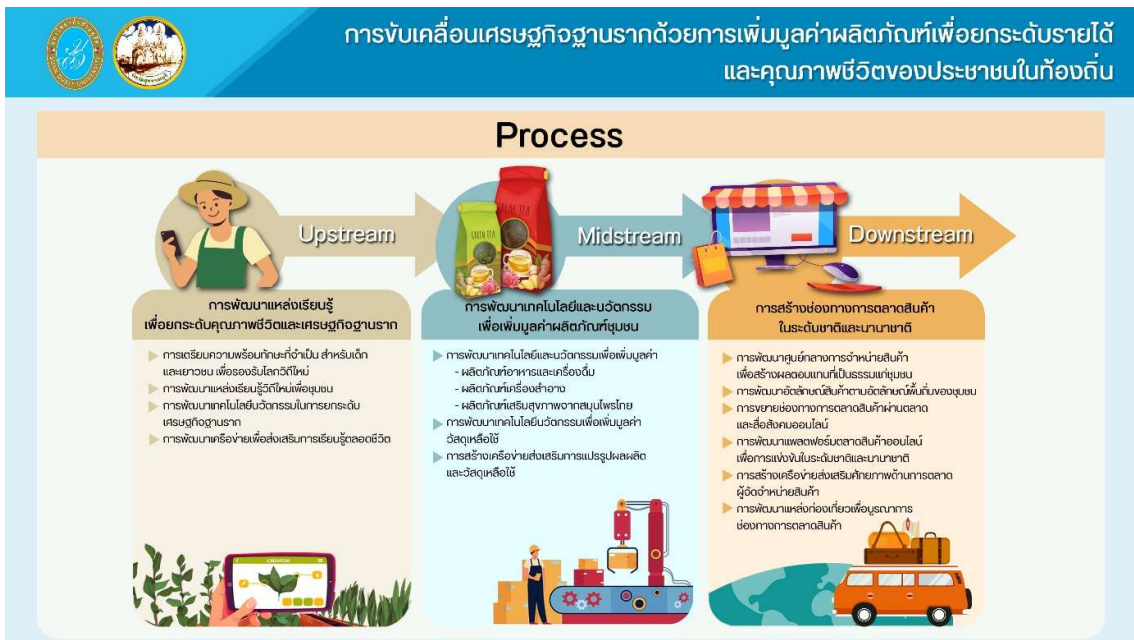 การขับเคลื่อนเศรษฐกิจฐานรากด้วยการเพิ่มมูลค่าผลิตภัณฑ์เพื่อยกระดับรายได้
และคุณภาพชีวิตของประชาชนในท้องถิ่น
Process
Upstream
Midstream
Downstream
GREEN TEA
การพัฒนาแหล่งเรียนรู้
เพื่อยกระดับคุณภาพชีวิตและเศรษฐกิจฐานราก
การเตรียมความพร้อมทักษะที่จำเป็น สำหรับเด็ก
และเยาวชน เพื่อรองรับโลกวิถีใหม่
การพัฒนาแหล่งเรียนรู้วิถีใหม่เพื่อชุมชน
การพัฒนาเทคโนโลยีนวัตกรรมในการยกระดับ
เศรษฐกิจฐานราก
การพัฒนาเครือข่ายเพื่อส่งเสริมการเรียนรู้ตลอดชีวิต
การพัฒนาเทคโนโลยีและนวัตกรรม
เพื่อเพิ่มมูลค่าผลิตภัณฑ์ชุมชน
การพัฒนาเทคโนโลยีและนวัตกรรมเพื่อเพิ่มมูลค่า
- ผลิตภัณฑ์อาหารและเครื่องดื่ม
- ผลิตภัณฑ์เครื่องสำอาง
- ผลิตภัณฑ์เสริมสุขภาพจากสมุนไพรไทย
การพัฒนาเทคโนโลยีนวัตกรรมเพื่อเพิ่มมูลค่า
วัสดุเหลือใช้
การสร้างเครือข่ายส่งเสริมการแปรรูปผลผลิต
และวัสดุเหลือใช้
การสร้างช่องทางการตลาดสินค้า
ในระดับชาติและนานาชาติ
การพัฒนาศูนย์กลางการจำหน่ายสินค้า
เพื่อสร้างผลตอบแทนที่เป็นธรรมแก่ชุมชน
การพัฒนาอัตลักษณ์สินค้าตามอัตลักษณ์พื้นถิ่นของชุมชน
การขยายช่องทางการตลาดสินค้าผ่านตลาด
และสื่อสังคมออนไลน์
การพัฒนาแพลตฟอร์มตลาดสินค้าออนไลน์
เพื่อการแข่งขันในระดับชาติและนานาชาติ
การสร้างเครือข่ายส่งเสริมศักยภาพด้านการตลาด
ผู้จัดจำหน่ายสินค้า
การพัฒนาแหล่งท่องเที่ยวเพื่อบูรณาการ
ช่องทางการตลาดสินค้า